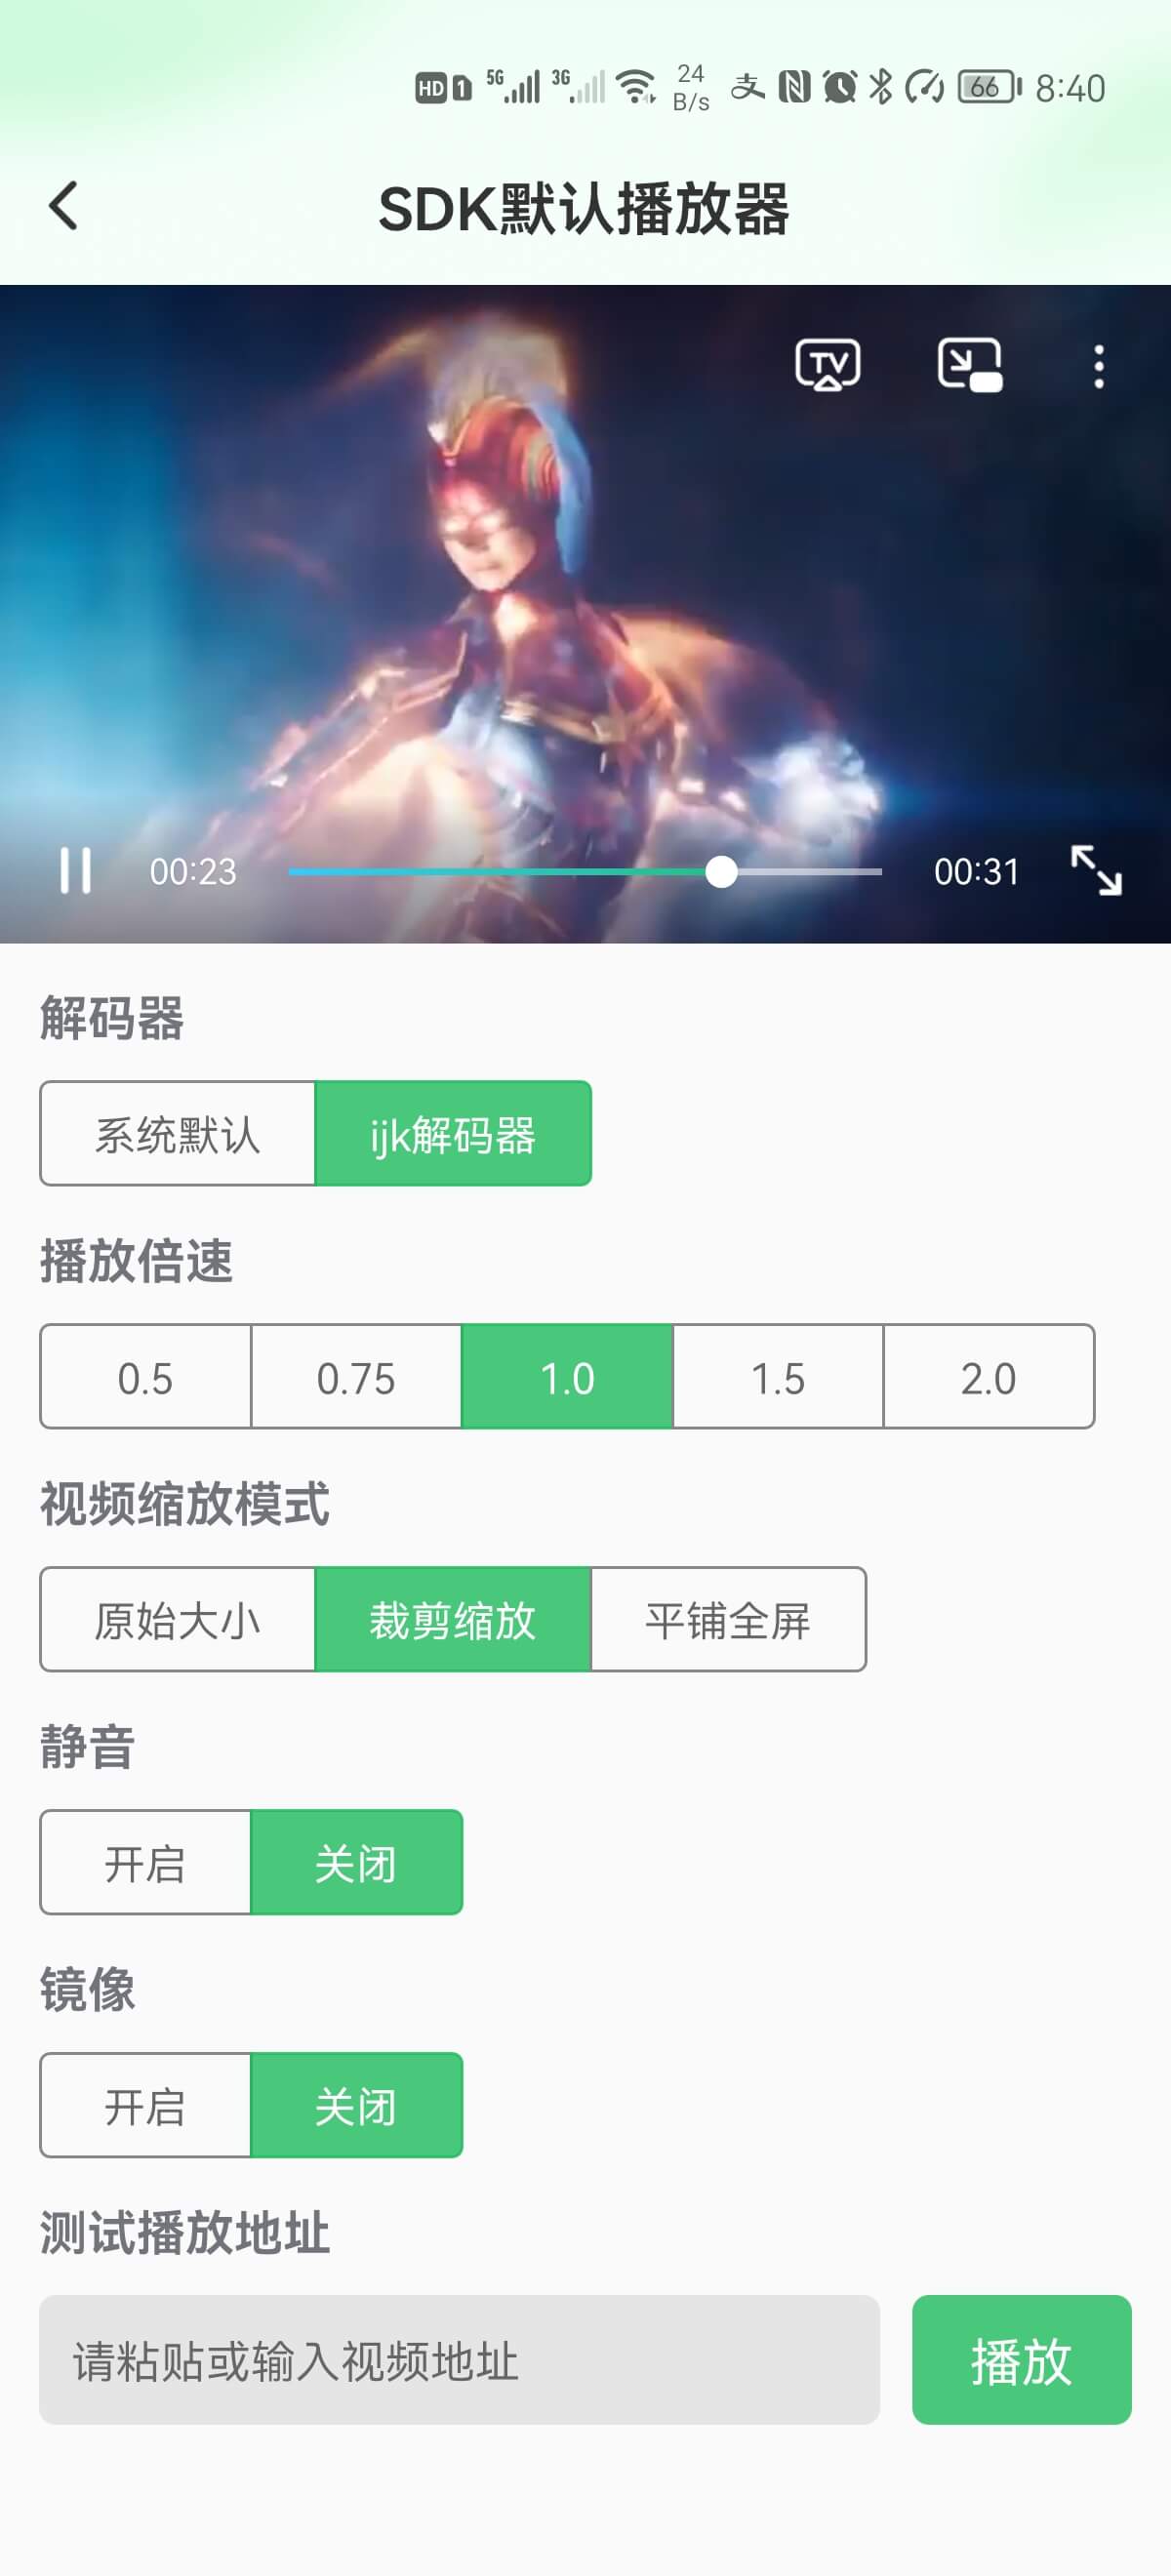 HD 1 5G 3G 24 B/s 支 N 66 8:40
SDK默认播放器
TV
00:23 00:31
解码器
系统默认 ijk解码器
播放倍速
0.5 0.75 1.0 1.5 2.0
视频缩放模式
原始大小 裁剪缩放 平铺全屏
静音
开启 关闭
镜像
开启 关闭
测试播放地址
请粘贴或输入视频地址 播放